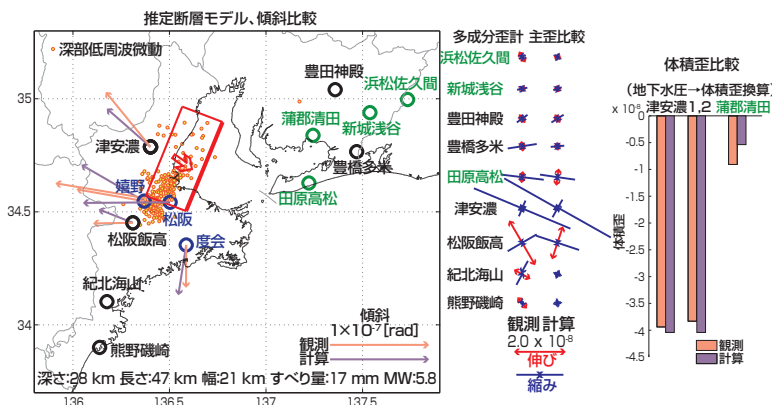 推定断層モデル、傾斜比較
深部低周波微動
35
34.5
34
136
136.5
137
137.5
豊田神殿
浜松佐久間
蒲郡清田
新城浅谷
豊橋多米
田原高松
津安濃
嬉野
松阪
松阪飯高
度会
紀北海山
熊野磯崎
傾斜
1×10⁻⁷[rad]
観測
計算
深さ:28 km 長さ:47 km 幅:21 km すべり量:17 mm MW:5.8
多成分歪計 主歪比較
浜松佐久間
新城浅谷
豊田神殿
豊橋多米
田原高松
津安濃
松阪飯高
紀北海山
熊野磯崎
観測 計算
2.0 x 10⁻⁸
伸び
縮み
体積歪比較
(地下水圧→体積歪換算)
x 10⁻⁸ 津安濃1,2 蒲郡清田
0
-0.5
-1
-1.5
-2
-2.5
-3
-3.5
-4
-4.5
体積歪
観測
計算